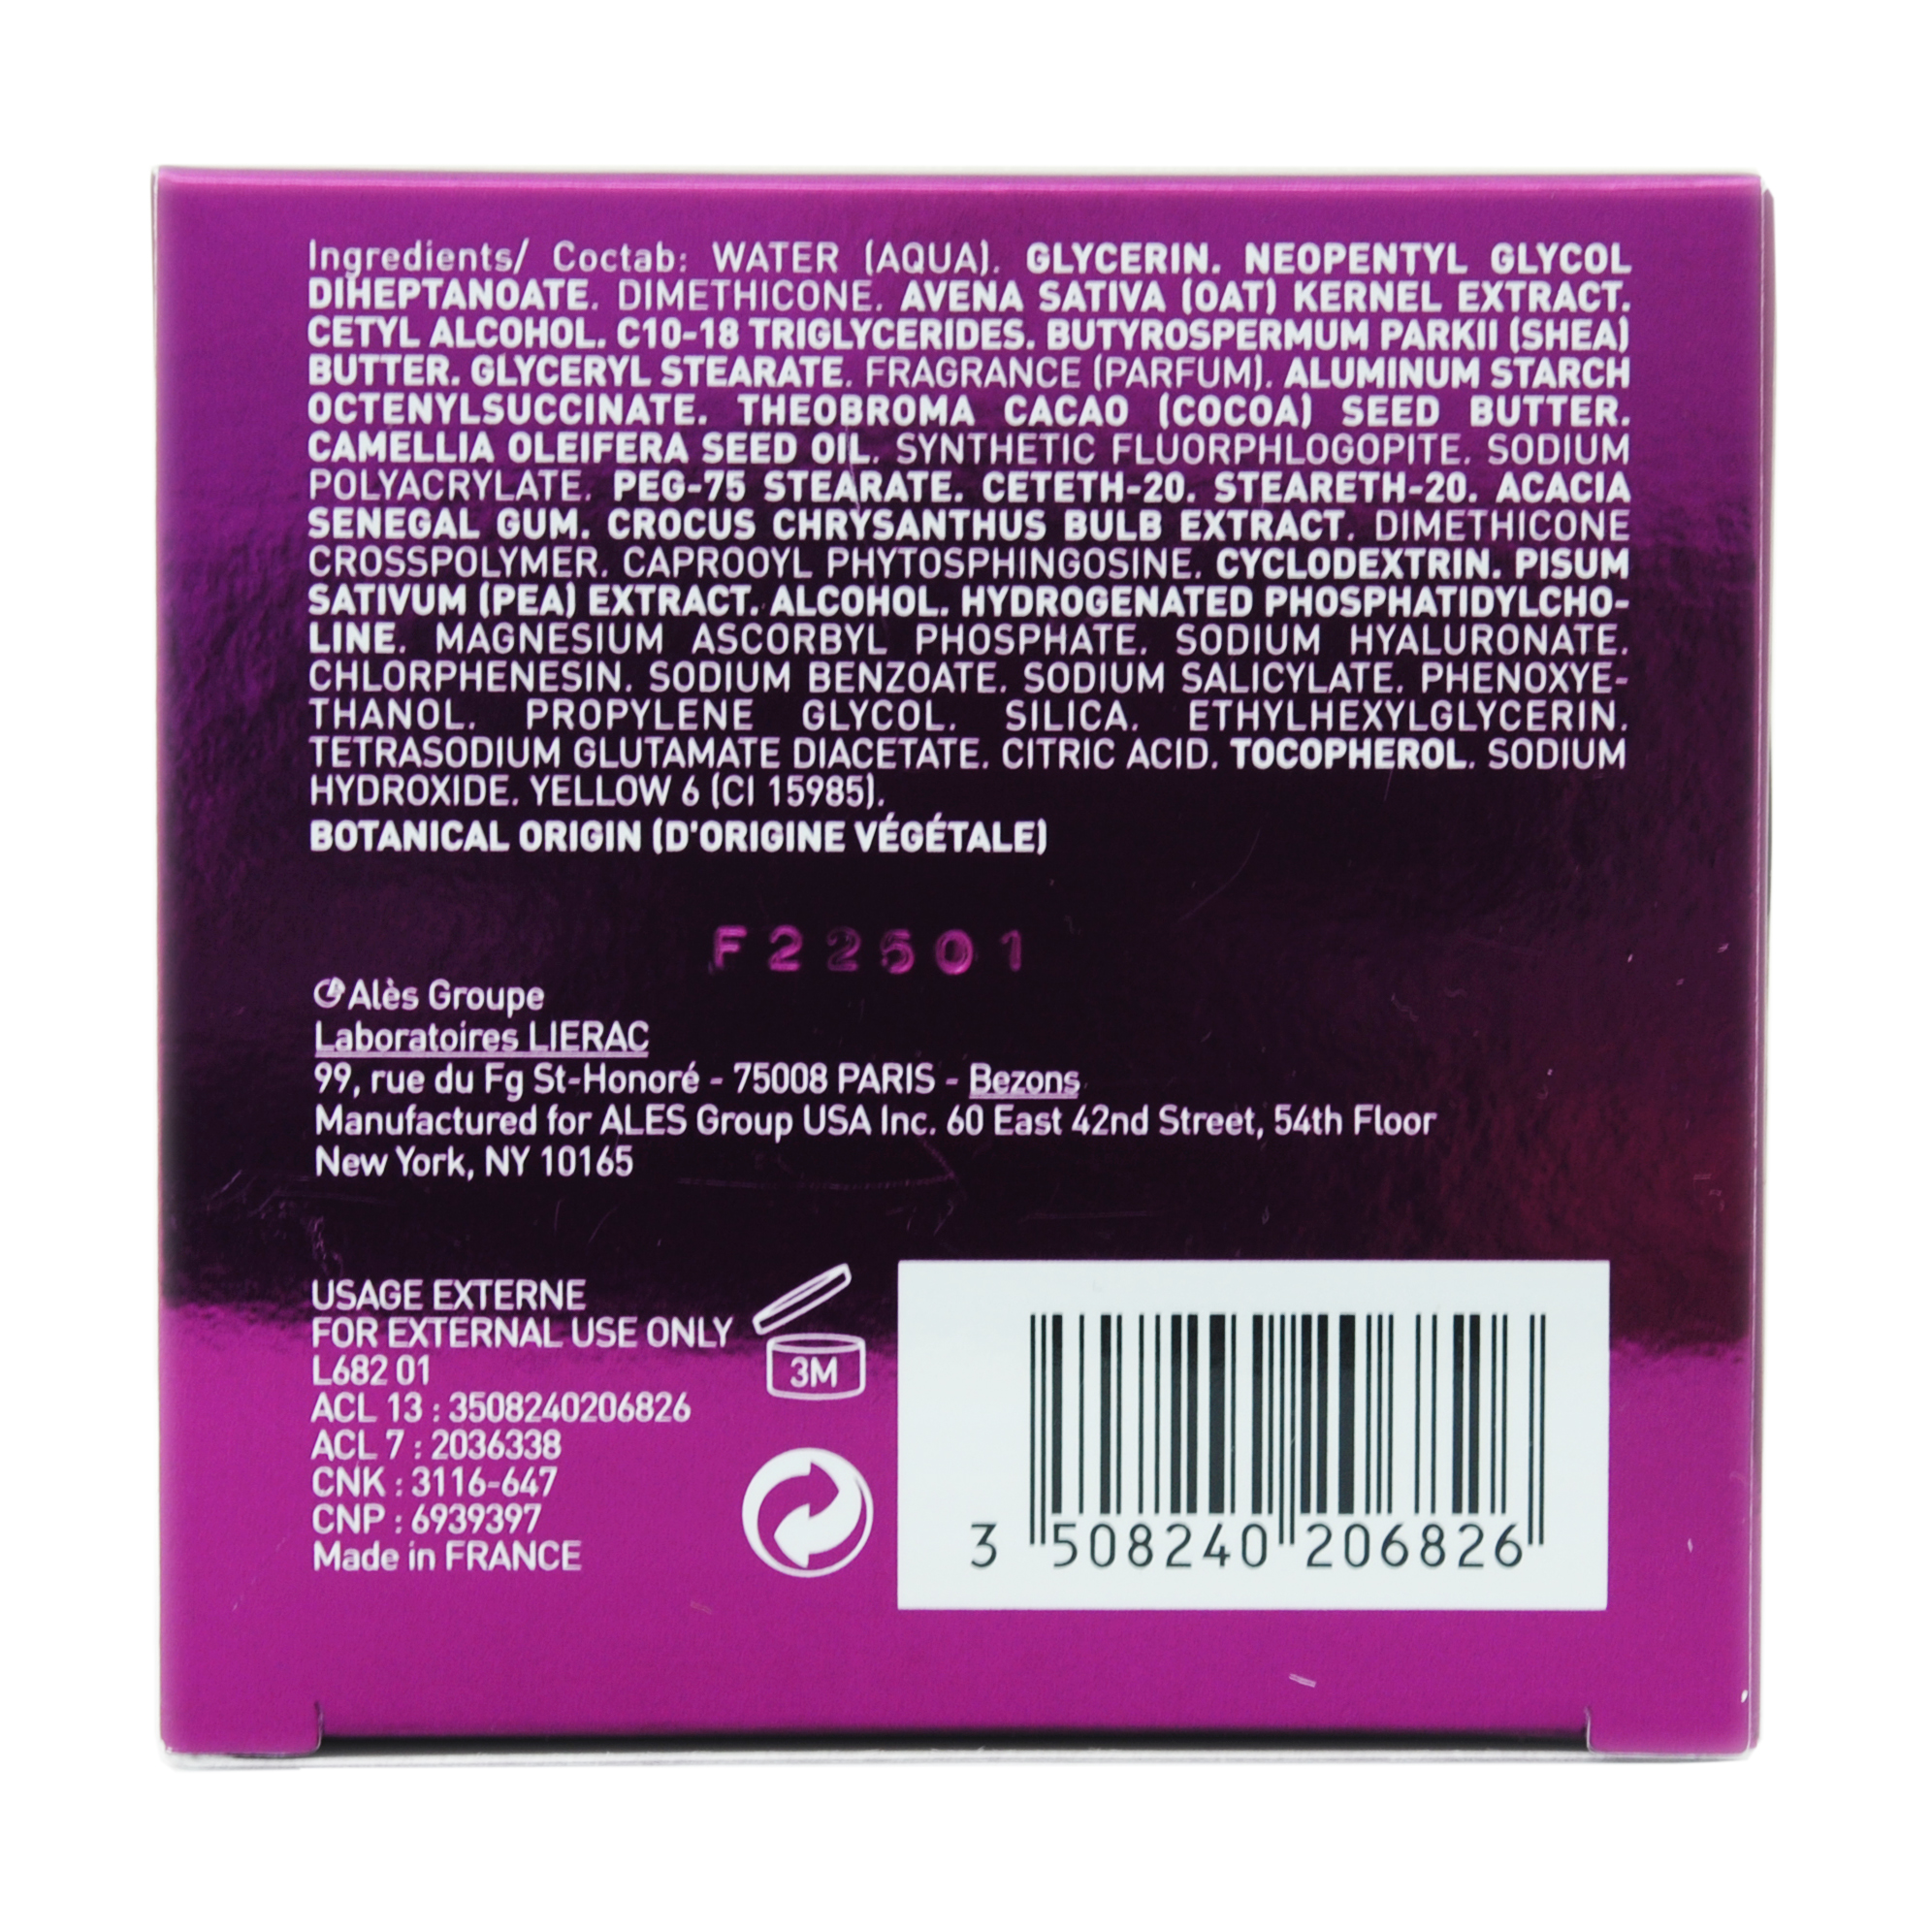 Ingredients/ Coctab: WATER (AQUA). GLYCERIN. NEOPENTYL GLYCOL
DIHEPTANOATE. DIMETHICONE. AVENA SATIVA (OAT) KERNEL EXTRACT.
CETYL ALCOHOL. C10-18 TRIGLYCERIDES. BUTYROSPERMUM PARKII (SHEA)
BUTTER. GLYCERYL STEARATE. FRAGRANCE (PARFUM). ALUMINUM STARCH
OCTENYLSUCCINATE. THEOBROMA CACAO (COCOA) SEED BUTTER.
CAMELLIA OLEIFERA SEED OIL. SYNTHETIC FLUORPHLOGOPITE. SODIUM
POLYACRYLATE. PEG-75 STEARATE. CETETH-20. STEARETH-20. ACACIA
SENEGAL GUM. CROCUS CHRYSANTHUS BULB EXTRACT. DIMETHICONE
CROSSPOLYMER. CAPROOYL PHYTOSPHINGOSINE. CYCLODEXTRIN. PISUM
SATIVUM (PEA) EXTRACT. ALCOHOL. HYDROGENATED PHOSPHATIDYLCHO-
LINE. MAGNESIUM ASCORBYL PHOSPHATE. SODIUM HYALURONATE.
CHLORPHENESIN. SODIUM BENZOATE. SODIUM SALICYLATE. PHENOXYE-
THANOL. PROPYLENE GLYCOL. SILICA. ETHYLHEXYLGLYCERIN.
TETRASODIUM GLUTAMATE DIACETATE. CITRIC ACID. TOCOPHEROL. SODIUM
HYDROXIDE. YELLOW 6 (CI 15985).
BOTANICAL ORIGIN (D'ORIGINE VÉGÉTALE)
F22501
Alès Groupe
Laboratoires LIERAC
99, rue du Fg St-Honoré - 75008 PARIS - Bezons
Manufactured for ALES Group USA Inc. 60 East 42nd Street, 54th Floor
New York, NY 10165
USAGE EXTERNE
FOR EXTERNAL USE ONLY
L682 01
ACL 13 : 3508240206826
ACL 7 : 2036338
CNK : 3116-647
CNP : 6939397
Made in FRANCE
3M
3 508240 206826